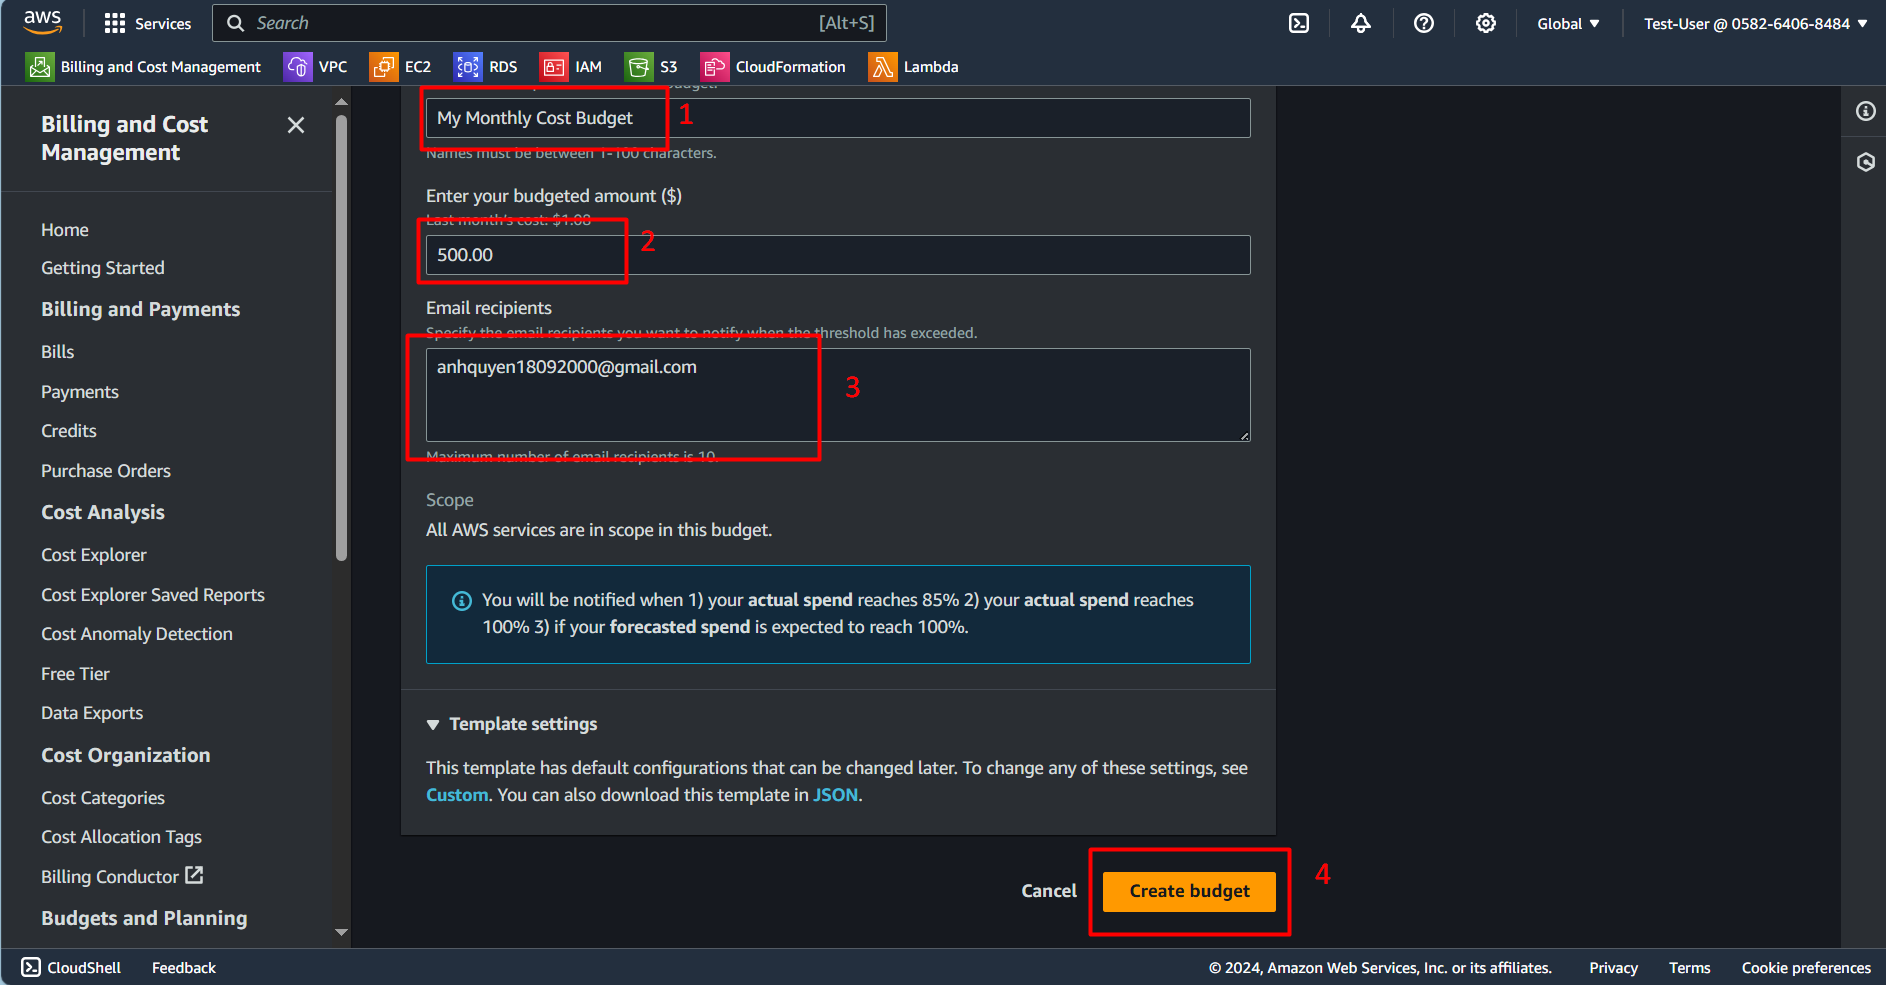 aws
Services
Search
[Alt+S]
Global
Test-User @ 0582-6406-8484
Billing and Cost Management
VPC
EC2
RDS
IAM
S3
CloudFormation
Lambda
Billing and Cost
Management
Home
Getting Started
Billing and Payments
Bills
Payments
Credits
Purchase Orders
Cost Analysis
Cost Explorer
Cost Explorer Saved Reports
Cost Anomaly Detection
Free Tier
Data Exports
Cost Organization
Cost Categories
Cost Allocation Tags
Billing Conductor
Budgets and Planning
budget.
My Monthly Cost Budget
1
Names must be between 1-100 characters.
Enter your budgeted amount ($)
Last month's cost: $1.08
2
500.00
Email recipients
Specify the email recipients you want to notify when the threshold has exceeded.
anhquyen18092000@gmail.com
3
Maximum number of email recipients is 10.
Scope
All AWS services are in scope in this budget.
You will be notified when 1) your actual spend reaches 85% 2) your actual spend reaches
100% 3) if your forecasted spend is expected to reach 100%.
Template settings
This template has default configurations that can be changed later. To change any of these settings, see
Custom. You can also download this template in JSON.
Cancel
Create budget
4
CloudShell
Feedback
© 2024, Amazon Web Services, Inc. or its affiliates.
Privacy
Terms
Cookie preferences